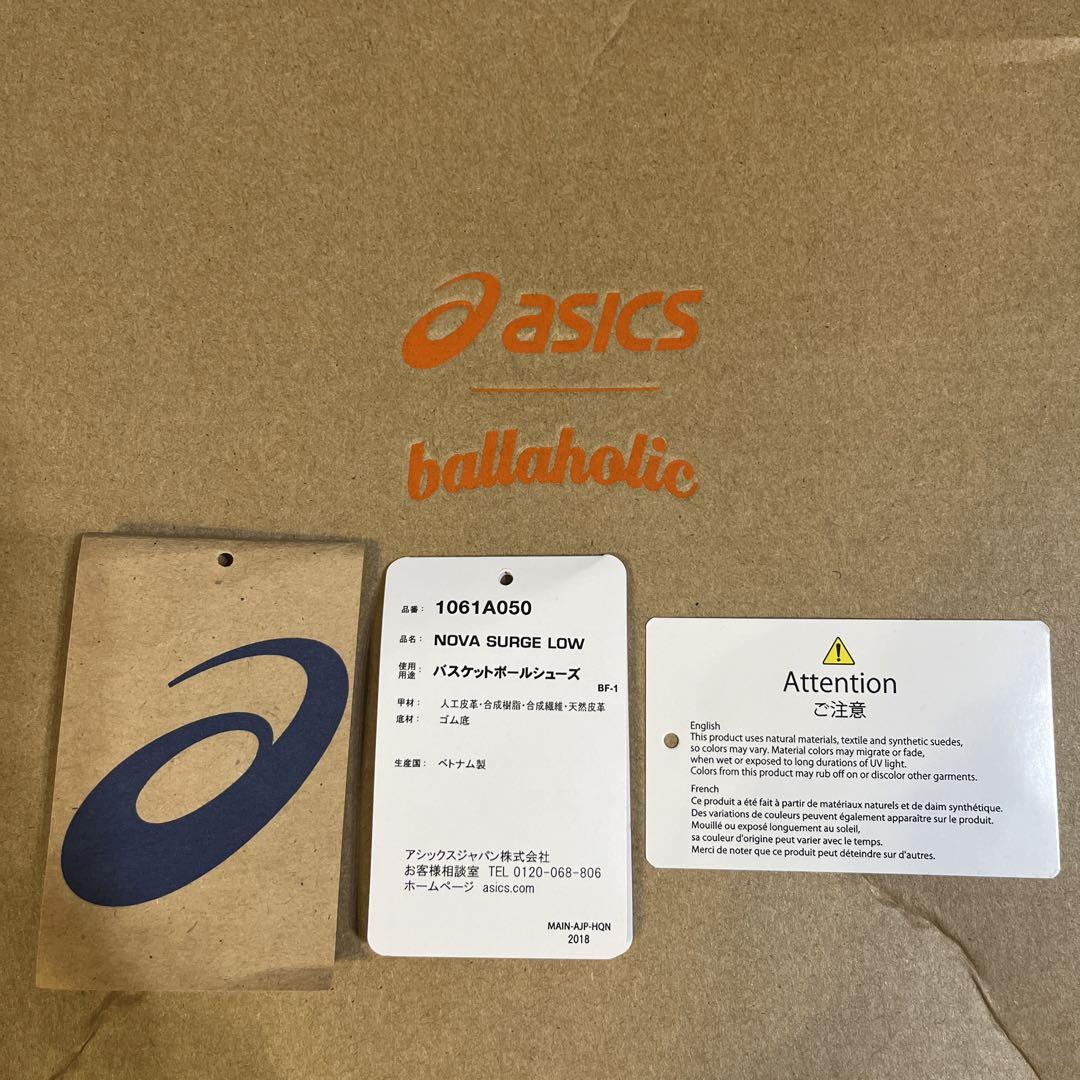 asics
ballaholic
品番： 1061A050
品名： NOVA SURGE LOW
使用用途： バスケットボールシューズ
BF-1
甲材： 人工皮革・合成樹脂・合成繊維・天然皮革
底材： ゴム底
生産国： ベトナム製
アシックスジャパン株式会社
お客様相談室 TEL 0120-068-806
ホームページ asics.com
MAIN-AJP-HQN
2018
Attention
ご注意
English
This product uses natural materials, textile and synthetic suedes,
so colors may vary. Material colors may migrate or fade,
when wet or exposed to long durations of UV light.
Colors from this product may rub off on or discolor other garments.
French
Ce produit a été fait à partir de matériaux naturels et de daim synthétique.
Des variations de couleurs peuvent également apparaître sur le produit.
Mouillé ou exposé longuement au soleil,
sa couleur d'origine peut varier avec le temps.
Merci de noter que ce produit peut déteindre sur d'autres.